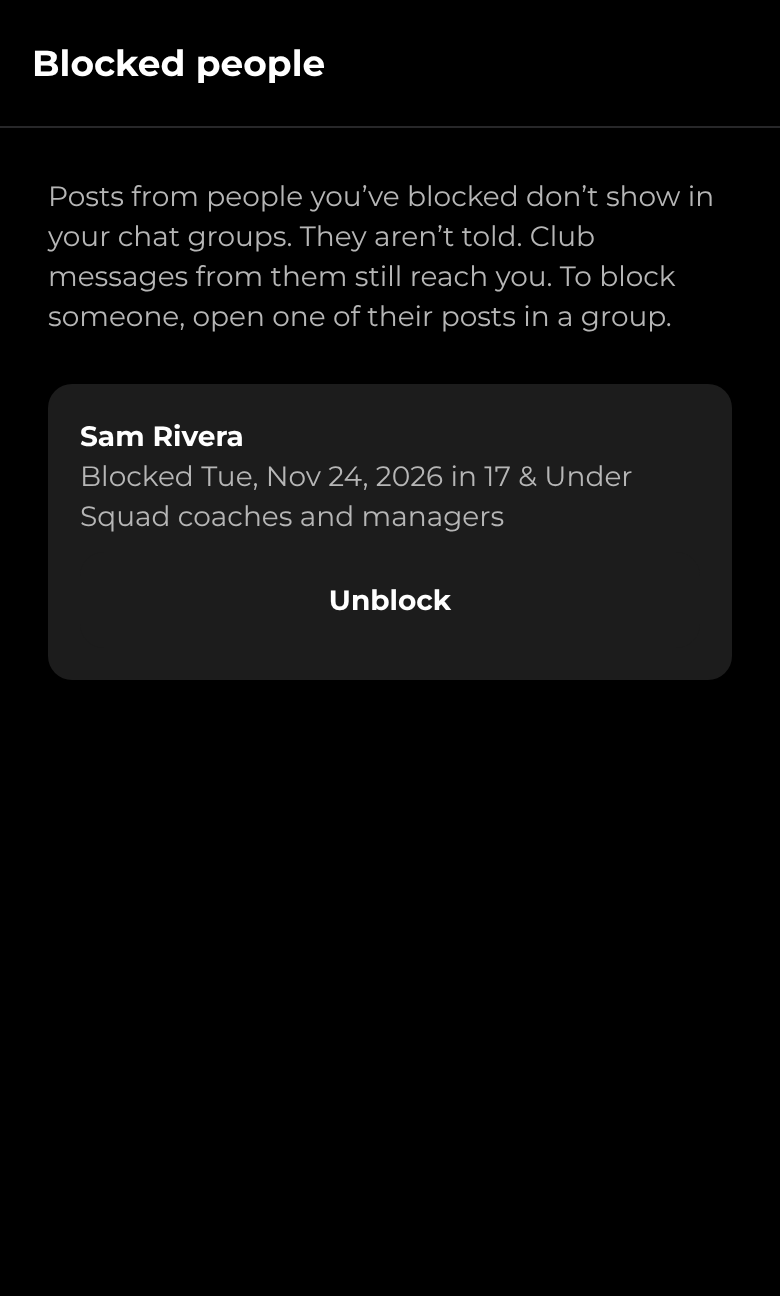 Blocked people
Posts from people you’ve blocked don’t show in
your chat groups. They aren’t told. Club
messages from them still reach you. To block
someone, open one of their posts in a group.
Sam Rivera
Blocked Tue, Nov 24, 2026 in 17 & Under
Squad coaches and managers
Unblock